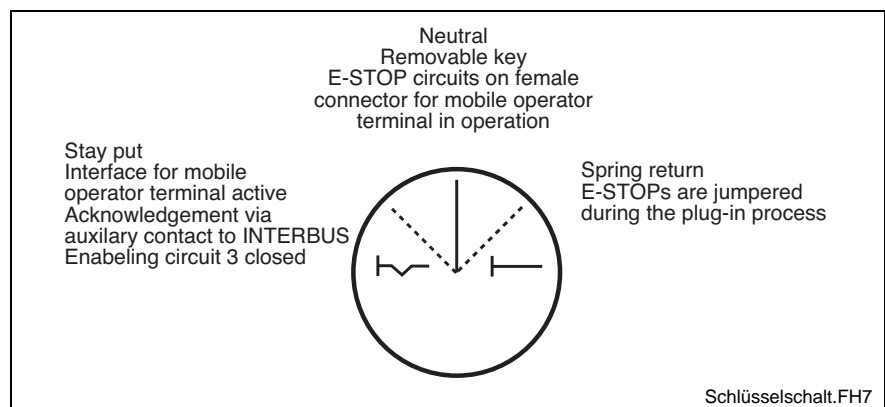 Neutral
Removable key
E-STOP circuits on female
connector for mobile operator
terminal in operation
Stay put
Interface for mobile
operator terminal active
Acknowledgement via
auxilary contact to INTERBUS
Enabeling circuit 3 closed
Spring return
E-STOPs are jumpered
during the plug-in process
Schlüsselschalt.FH7